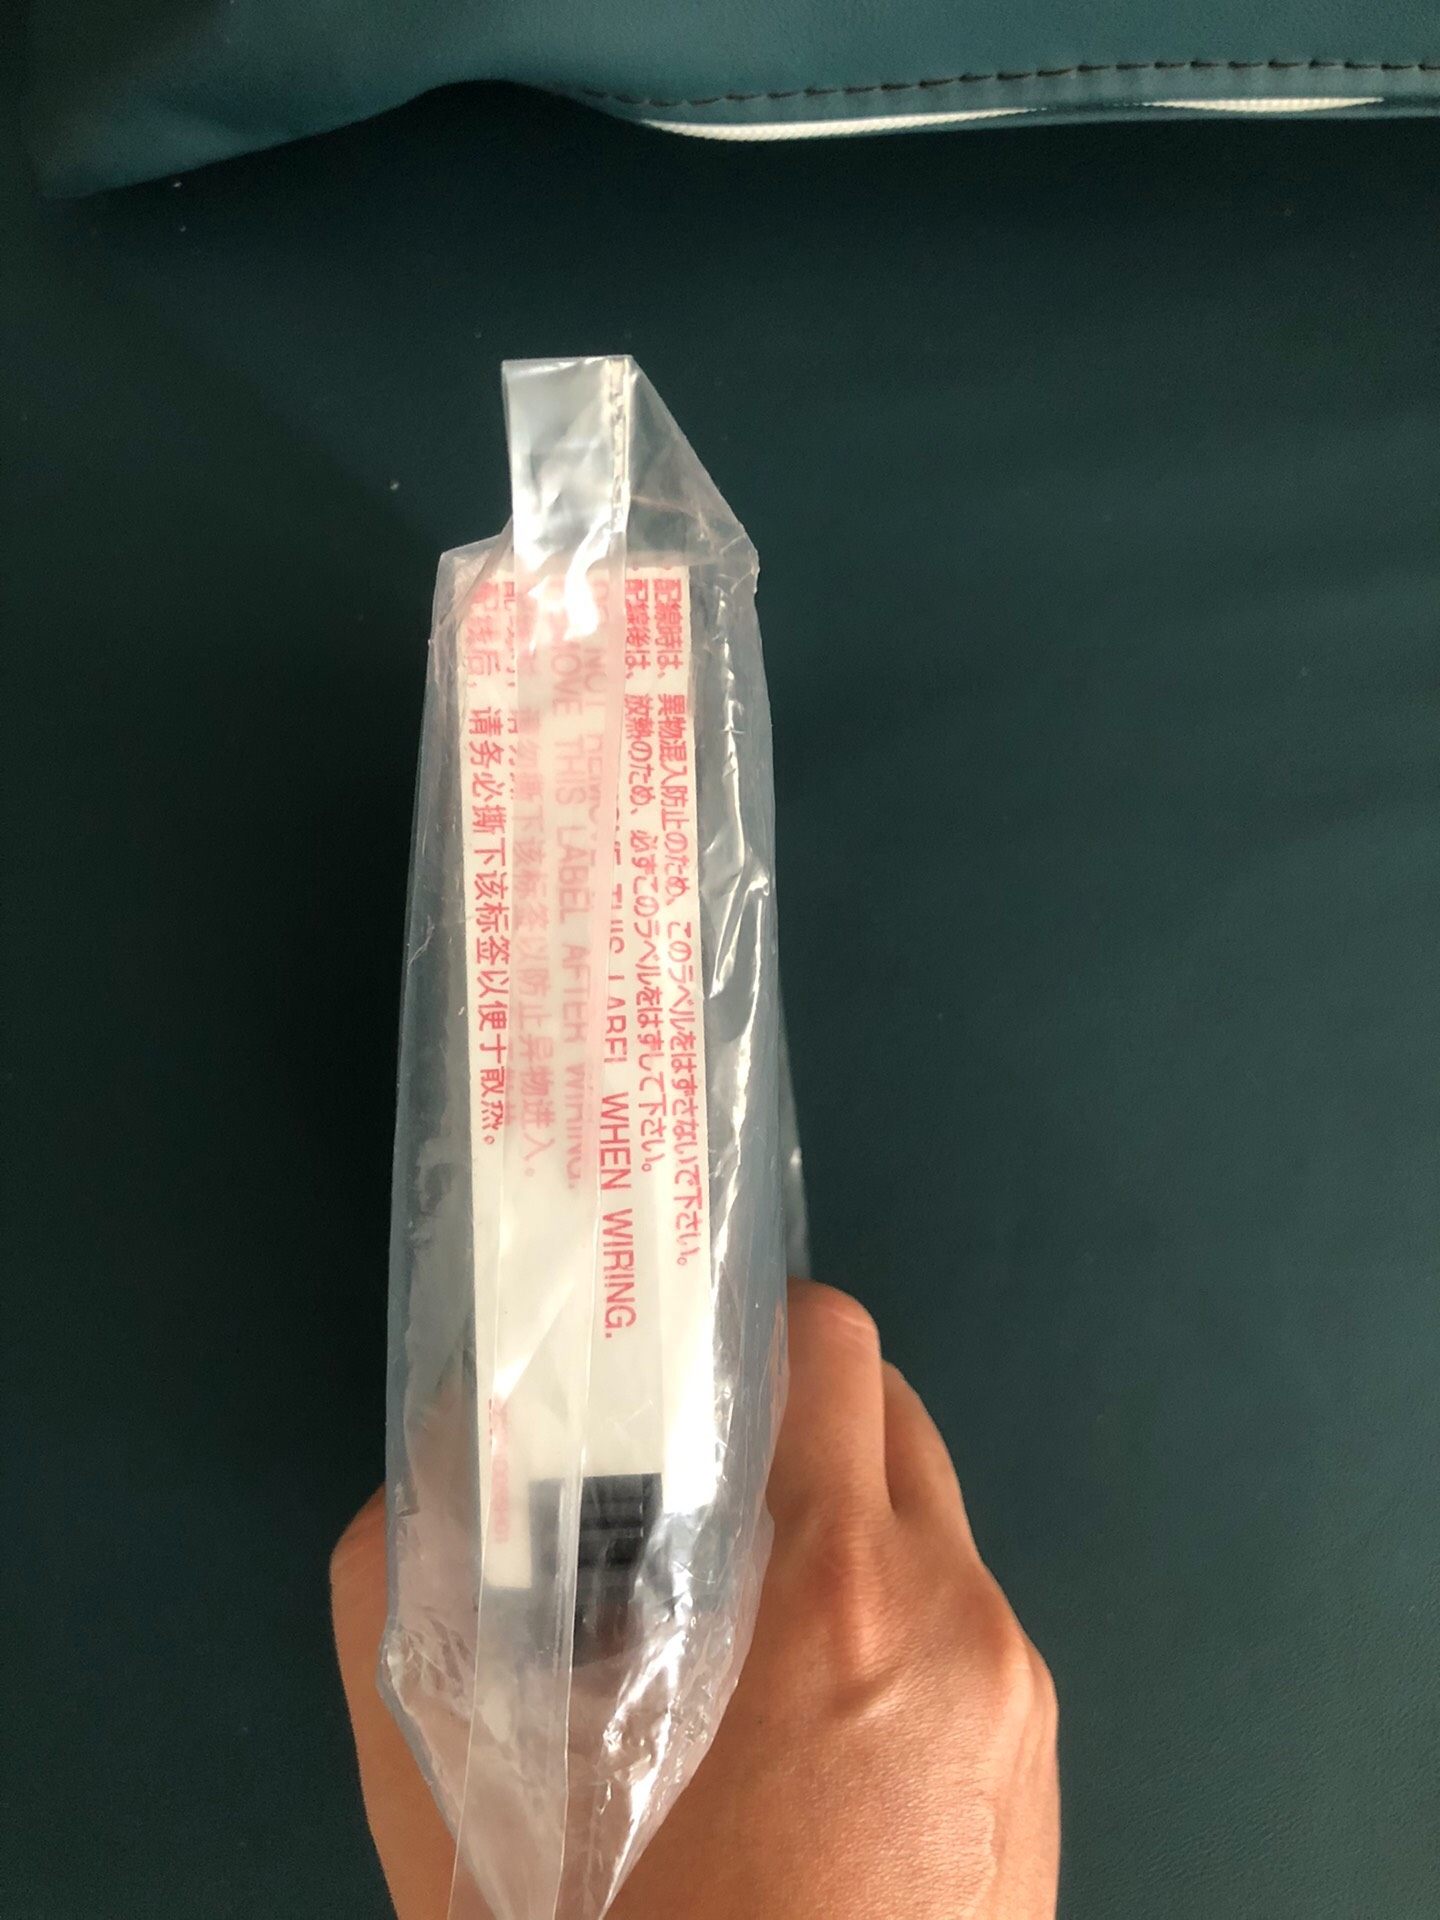 ・配線時は、異物混入防止のため、このラベルをはずさないで下さい。
・配線後は、放熱のため、必ずこのラベルをはずして下さい。
NOT REMOVE THIS LABEL WHEN WIRING.
REMOVE THIS LABEL AFTER WIRING.
请勿撕下该标签以防止异物进入。
配线后，请务必撕下该标签以便于散热。